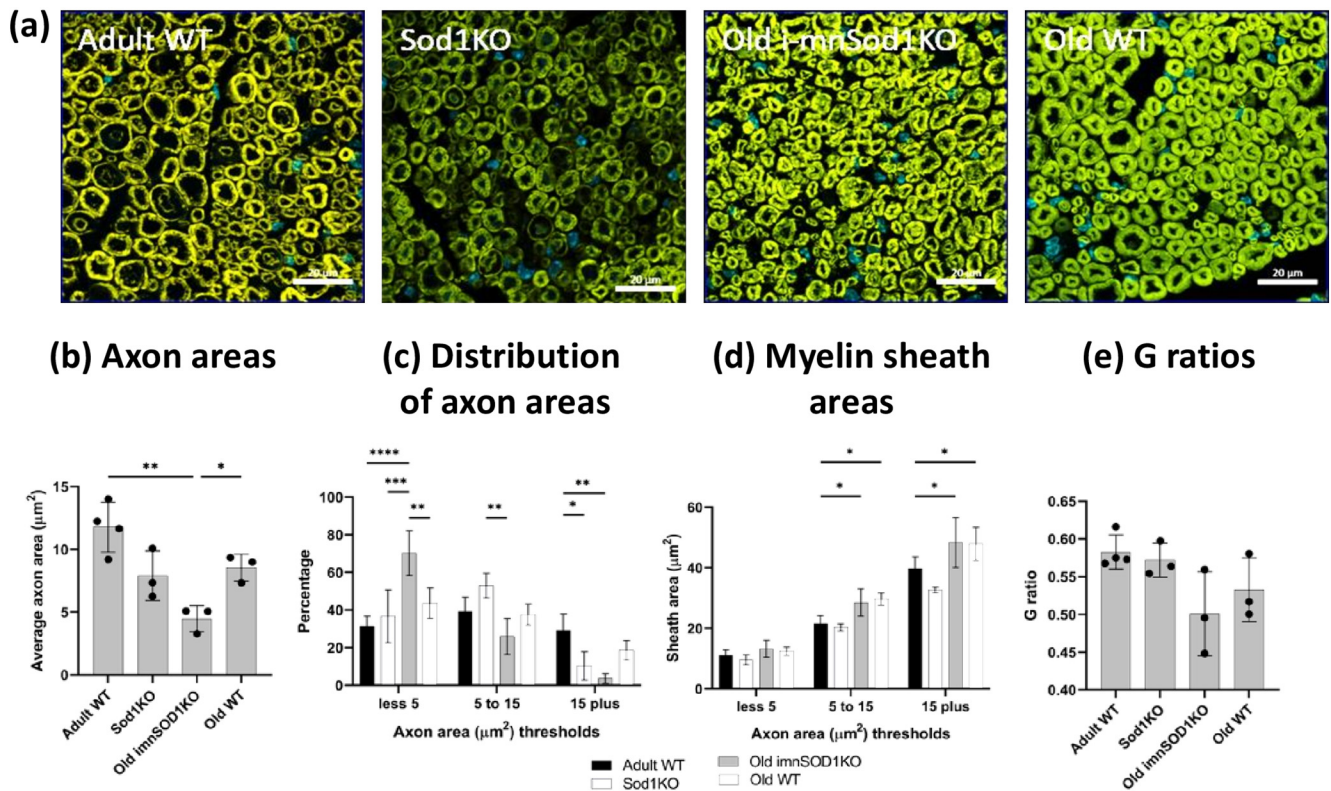 (a)
Adult WT
Sod1KO
Old i-mnSod1KO
Old WT
20 µm
20 µm
20 µm
20 µm
(b) Axon areas
(c) Distribution
of axon areas
(d) Myelin sheath
areas
(e) G ratios
Average axon area (µm²)
15
10
5
0
** *
Adult WT
Sod1KO
Old imnSOD1KO
Old WT
Percentage
100
80
60
40
20
0
****
***
**
**
**
*
less 5
5 to 15
15 plus
Axon area (µm²) thresholds
Sheath area (µm²)
60
40
20
0
*
*
*
*
less 5
5 to 15
15 plus
Axon area (µm²) thresholds
G ratio
0.65
0.60
0.55
0.50
0.45
0.40
Adult WT
Sod1KO
Old imnSOD1KO
Old WT
Adult WT
Sod1KO
Old imnSOD1KO
Old WT